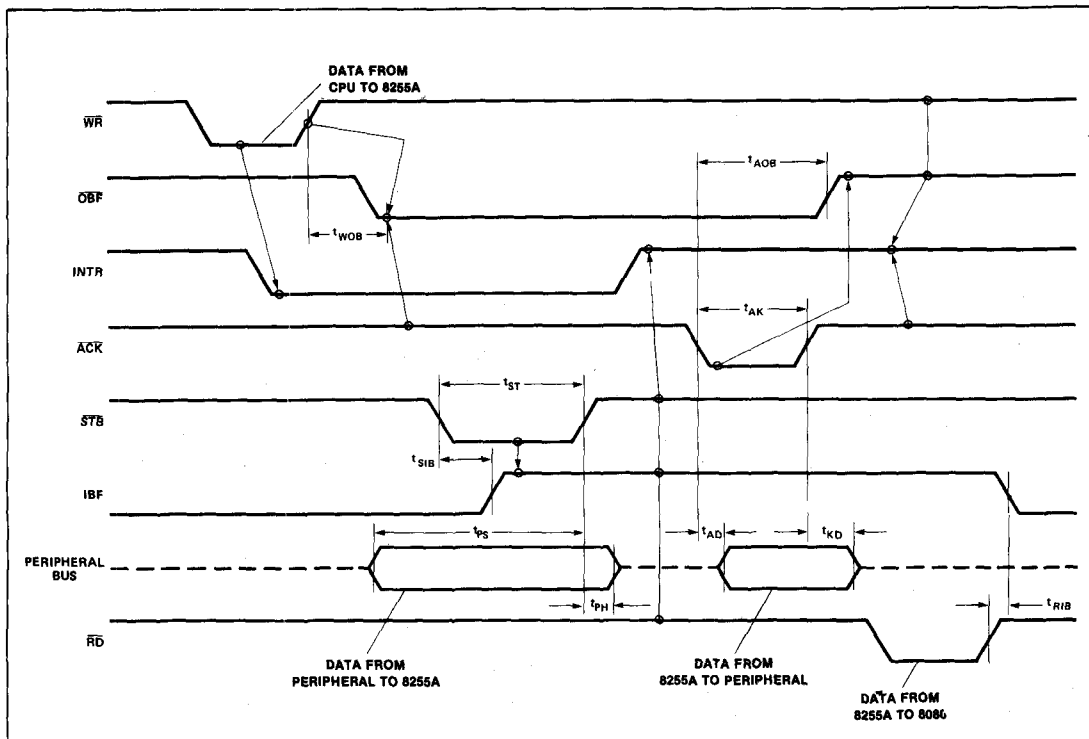 DATA FROM
CPU TO 8255A
WR
tAOB
OBF
tWOB
INTR
tAK
ACK
tST
STB
tSIB
IBF
tPS
tAD
tKD
PERIPHERAL
BUS
tPH
tRIB
RD
DATA FROM
PERIPHERAL TO 8255A
DATA FROM
8255A TO PERIPHERAL
DATA FROM
8255A TO 8080